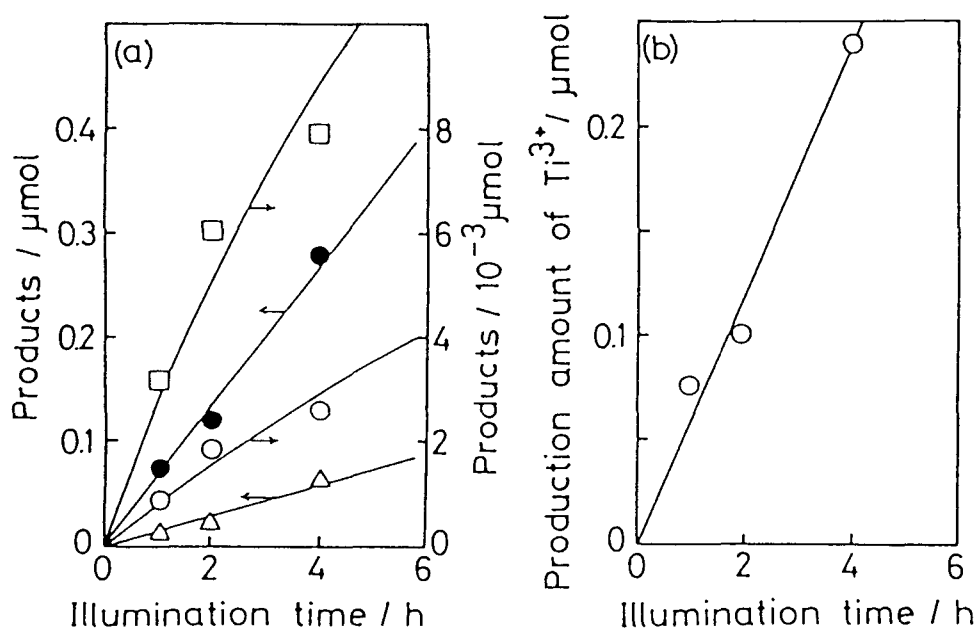 (a)
Products / μmol
0.4
0.3
0.2
0.1
0
8
6
4
2
0
Products / 10⁻³ μmol
0 2 4 6
Illumination time / h
(b)
Production amount of Ti³⁺ / μmol
0.2
0.1
0
0 2 4 6
Illumination time / h